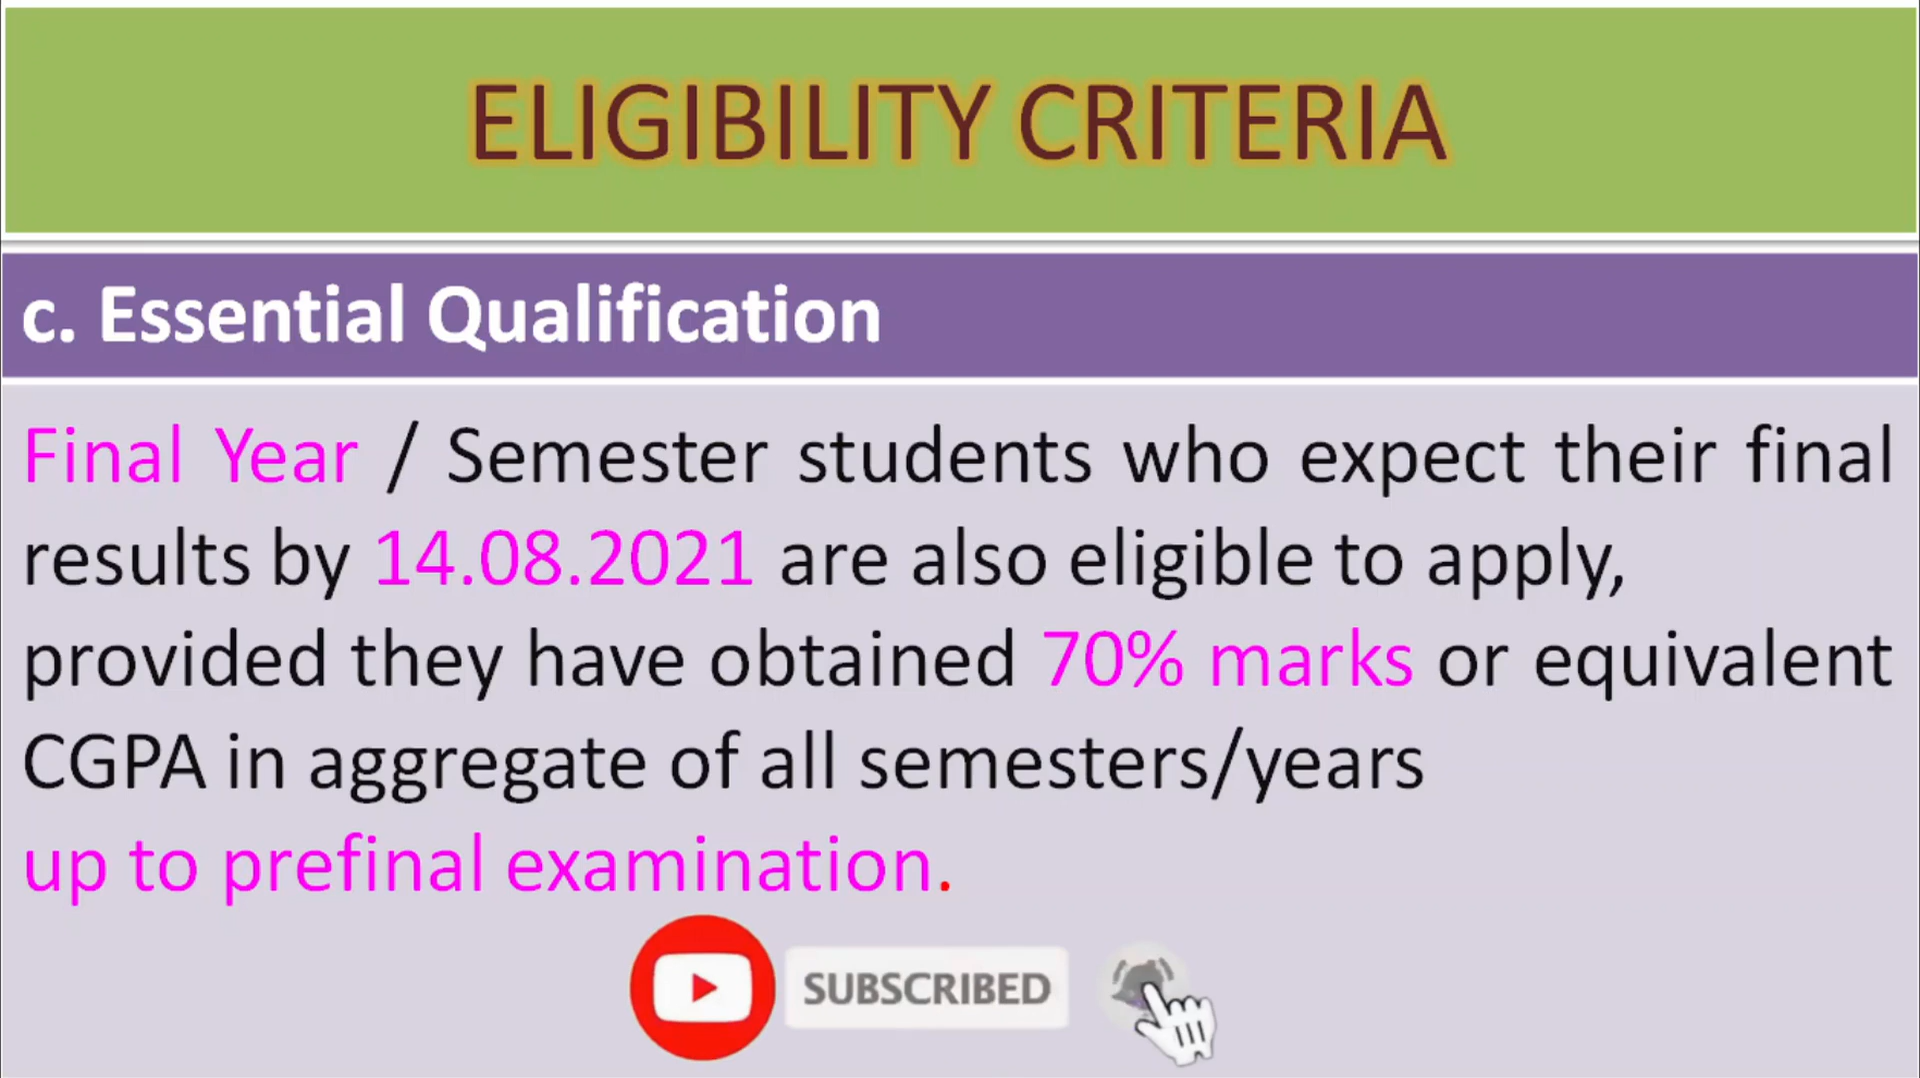 ELIGIBILITY CRITERIA
c. Essential Qualification
Final Year / Semester students who expect their final
results by 14.08.2021 are also eligible to apply,
provided they have obtained 70% marks or equivalent
CGPA in aggregate of all semesters/years
up to prefinal examination.
SUBSCRIBED